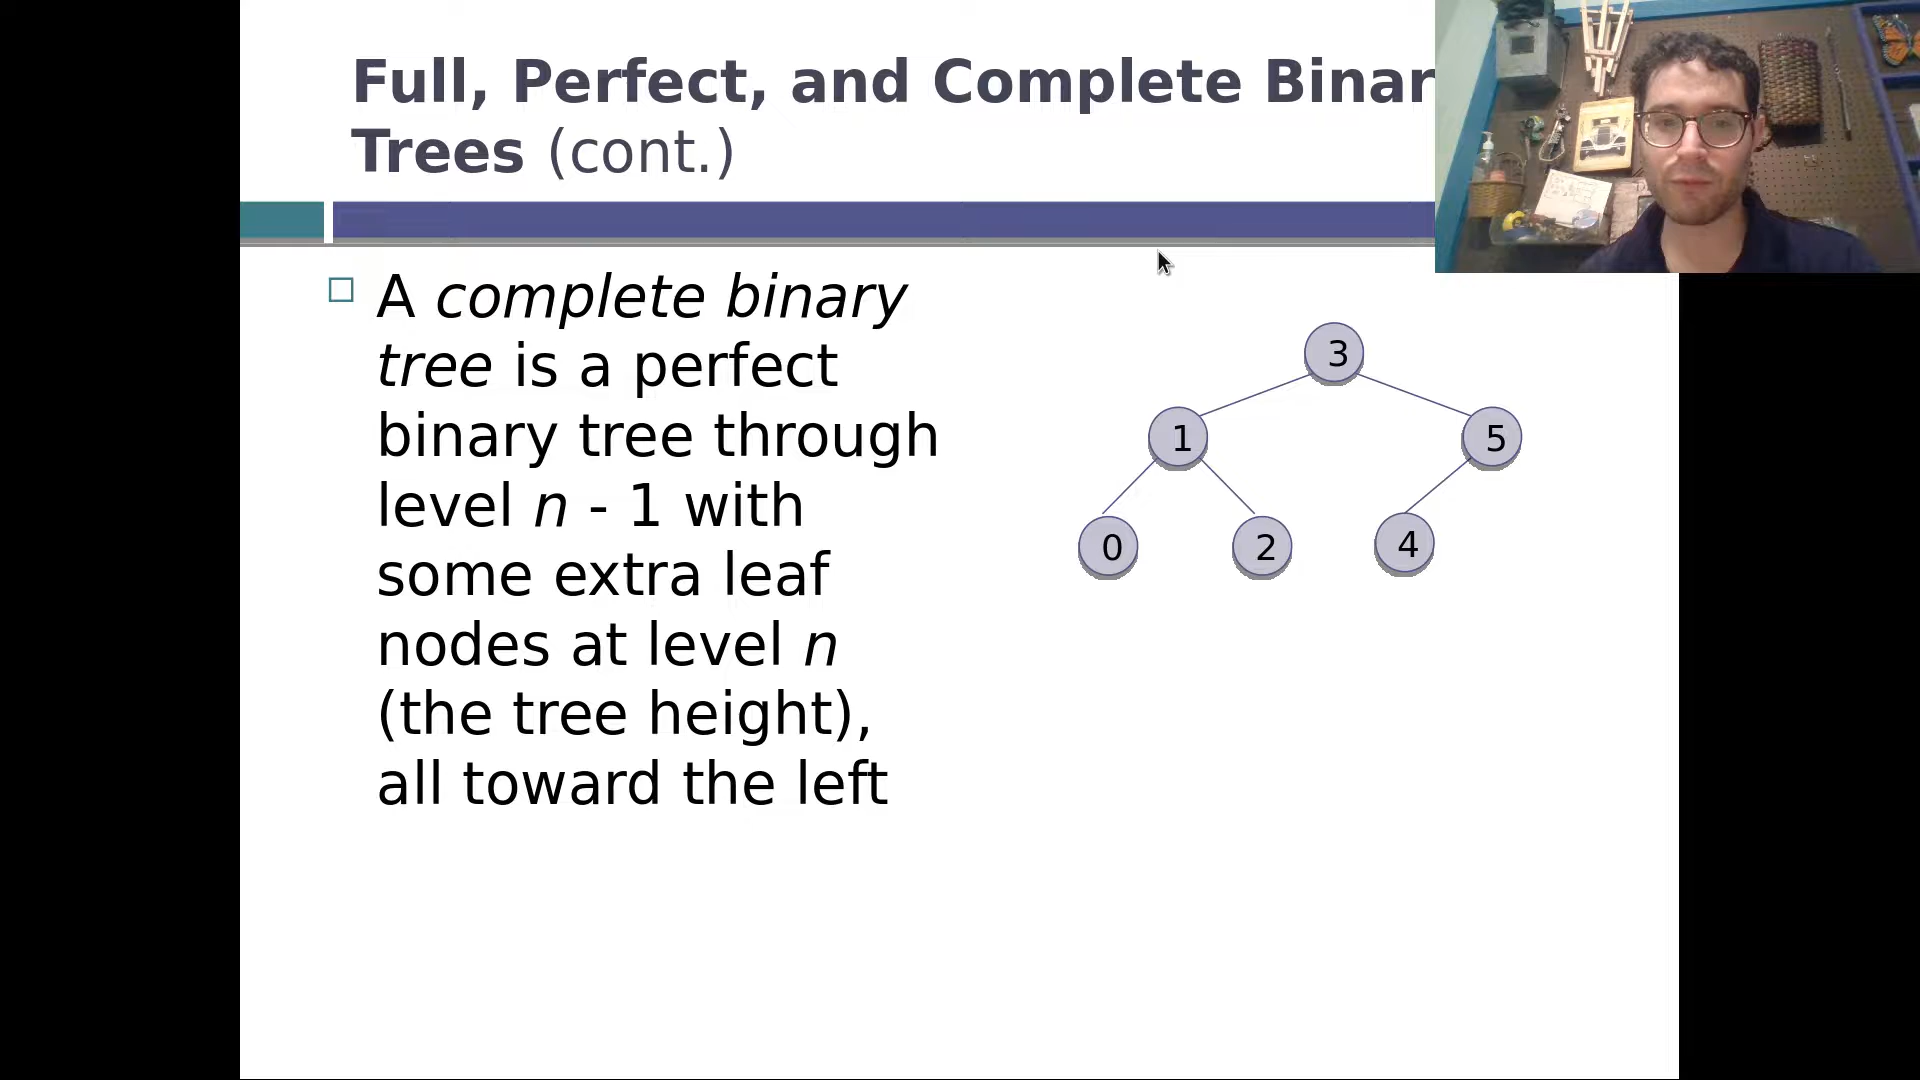 Full, Perfect, and Complete Binar
Trees (cont.)
A complete binary
tree is a perfect
binary tree through
level n - 1 with
some extra leaf
nodes at level n
(the tree height),
all toward the left
3
1 5
0 2 4